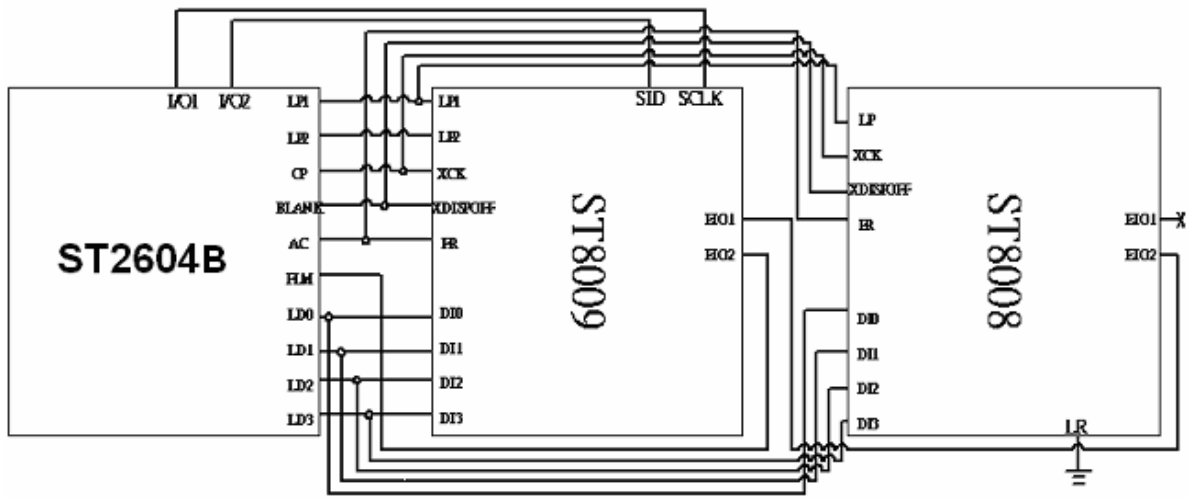 I/O1 I/O2
LP1
LP2
CP
BLANK
AC
FLM
LD0
LD1
LD2
LD3
ST2604B
SID SCLK
LP1
LP2
XCK
XDISPOFF
FR
DI0
DI1
DI2
DI3
ST8009
EIO1
EIO2
LP
XCK
XDISPOFF
FR
DI0
DI1
DI2
DI3
ST8008
EIO1
EIO2
LR